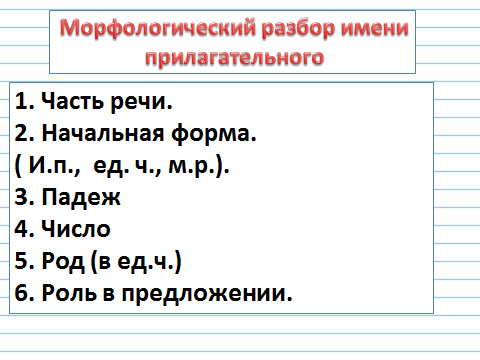 Морфологический разбор имени
прилагательного
1. Часть речи.
2. Начальная форма.
( И.п.,  ед. ч., м.р.).
3. Падеж
4. Число
5. Род (в ед.ч.)
6. Роль в предложении.